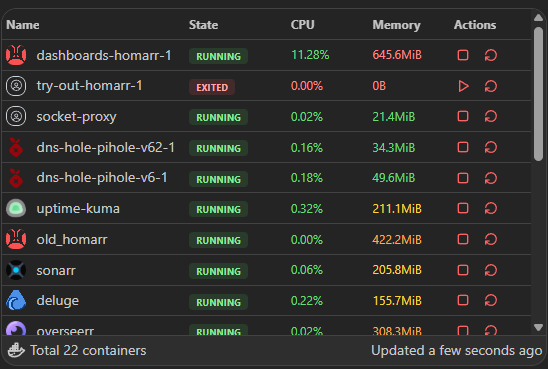 Name State CPU Memory Actions
dashboards-homarr-1 RUNNING 11.28% 645.6MiB
try-out-homarr-1 EXITED 0.00% 0B
socket-proxy RUNNING 0.02% 21.4MiB
dns-hole-pihole-v62-1 RUNNING 0.16% 34.3MiB
dns-hole-pihole-v6-1 RUNNING 0.18% 49.6MiB
uptime-kuma RUNNING 0.32% 211.1MiB
old_homarr RUNNING 0.00% 422.2MiB
sonarr RUNNING 0.06% 205.8MiB
deluge RUNNING 0.22% 155.7MiB
overseerr RUNNING 0.02% 308.3MiB
Total 22 containers Updated a few seconds ago